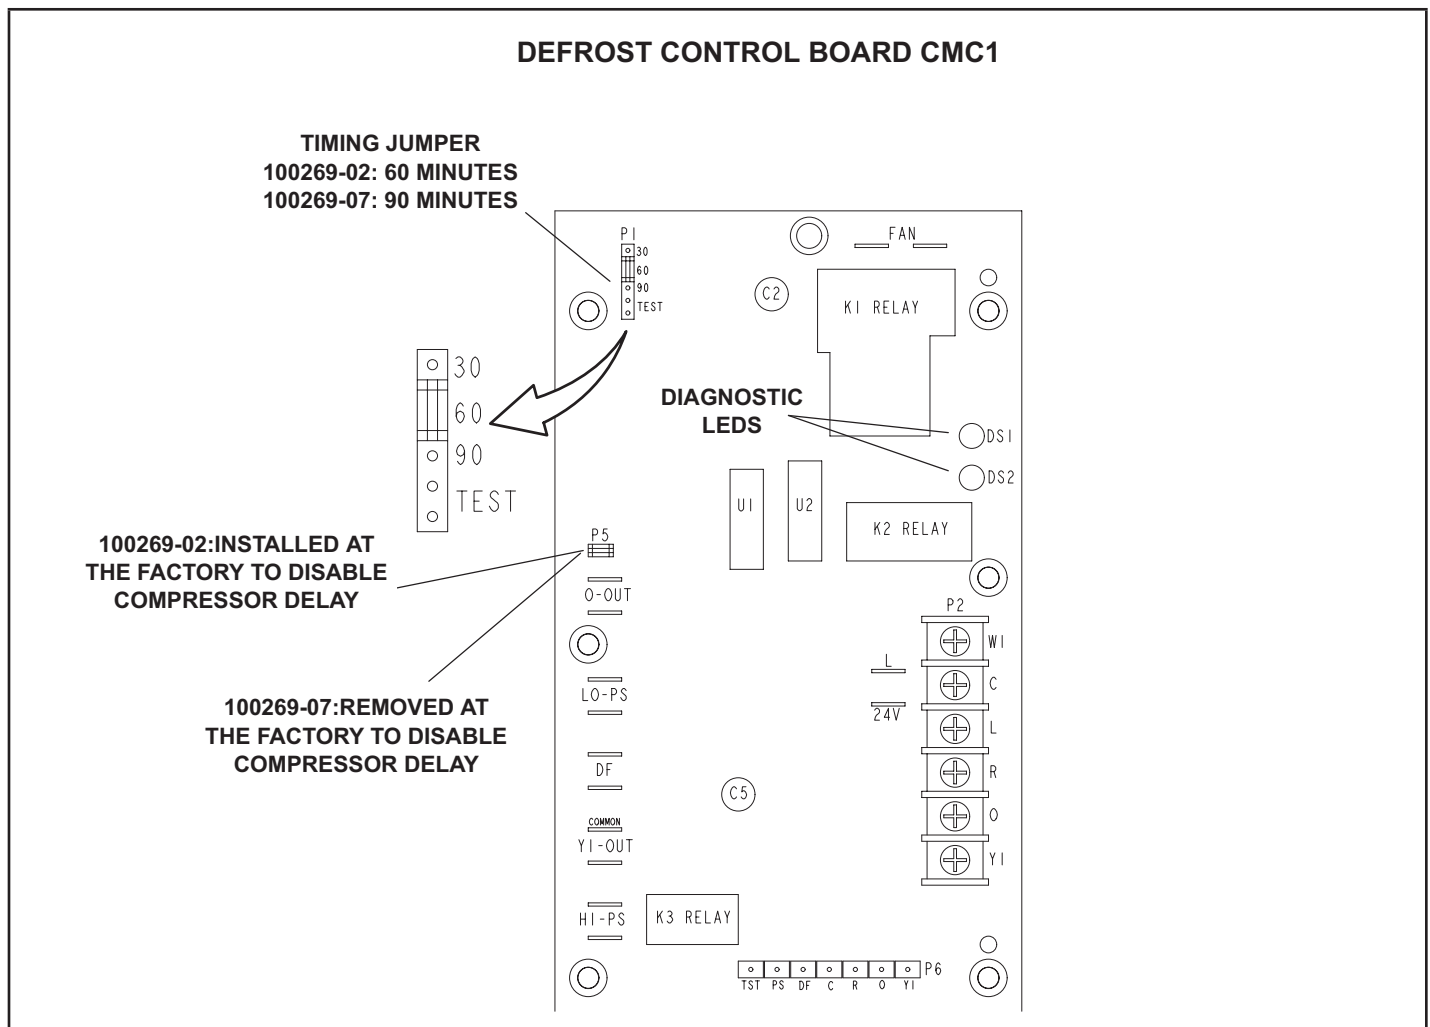 DEFROST CONTROL BOARD CMC1
TIMING JUMPER
100269-02: 60 MINUTES
100269-07: 90 MINUTES
P1
30
60
90
TEST
FAN
C2
K1 RELAY
30
60
90
TEST
DIAGNOSTIC
LEDS
DS1
DS2
U1
U2
K2 RELAY
100269-02:INSTALLED AT
THE FACTORY TO DISABLE
COMPRESSOR DELAY
P5
O-OUT
P2
W1
C
L
R
O
Y1
L
24V
100269-07:REMOVED AT
THE FACTORY TO DISABLE
COMPRESSOR DELAY
LO-PS
DF
C5
COMMON
Y1-OUT
HI-PS
K3 RELAY
P6
TST PS DF C R O Y1